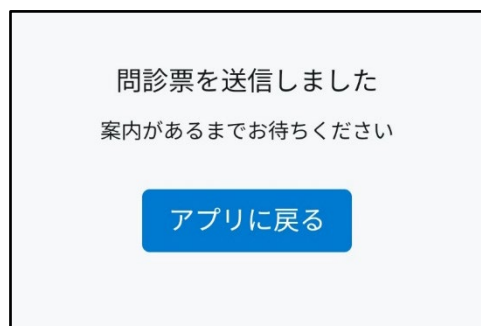 問診票を送信しました
案内があるまでお待ちください
アプリに戻る